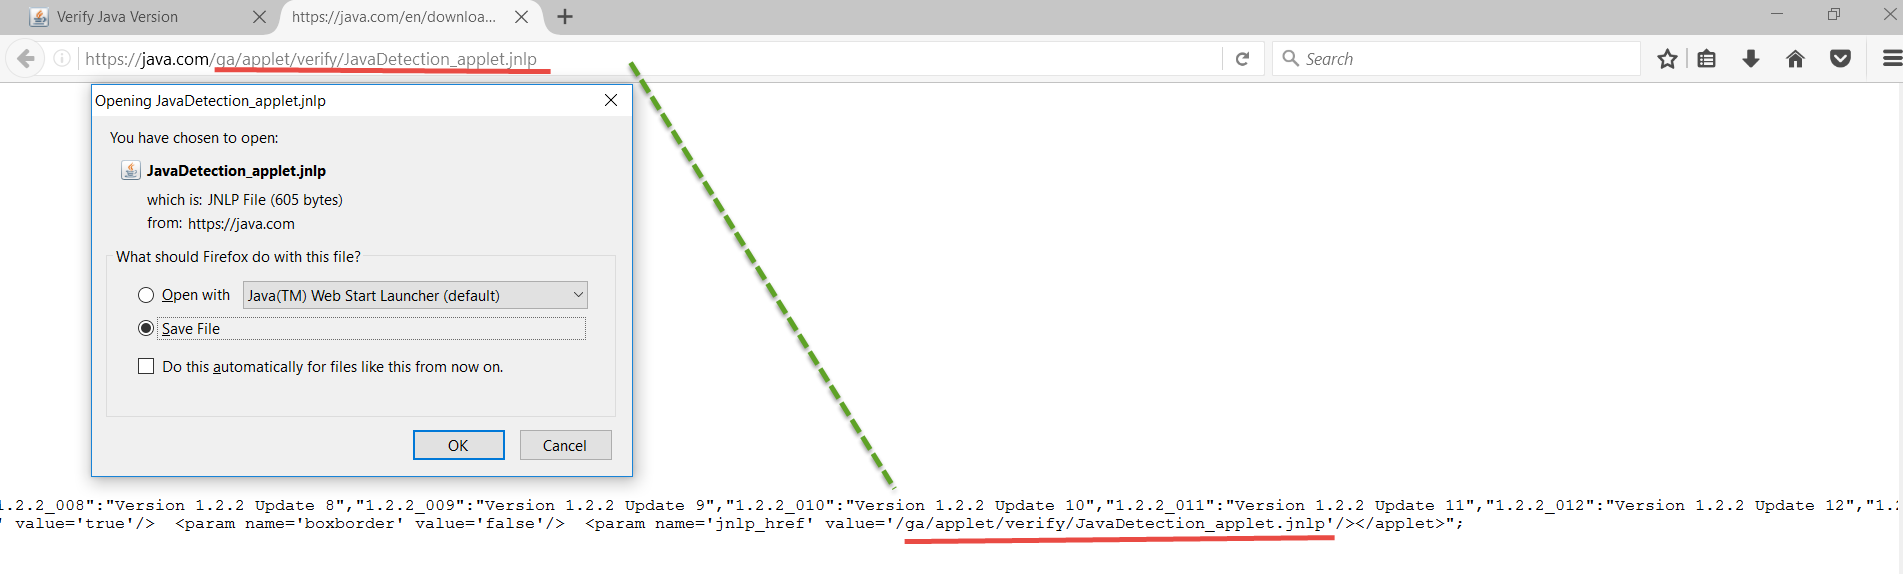 Verify Java Version
https://java.com/en/downloa...
https://java.com/ga/applet/verify/JavaDetection_applet.jnlp
Search
Opening JavaDetection_applet.jnlp
You have chosen to open:
JavaDetection_applet.jnlp
which is: JNLP File (605 bytes)
from: https://java.com
What should Firefox do with this file?
Open with Java(TM) Web Start Launcher (default)
Save File
Do this automatically for files like this from now on.
OK Cancel
1.2.2_008":"Version 1.2.2 Update 8","1.2.2_009":"Version 1.2.2 Update 9","1.2.2_010":"Version 1.2.2 Update 10","1.2.2_011":"Version 1.2.2 Update 11","1.2.2_012":"Version 1.2.2 Update 12","1.2
' value='true'/> <param name='boxborder' value='false'/> <param name='jnlp_href' value='/ga/applet/verify/JavaDetection_applet.jnlp'/></applet>";